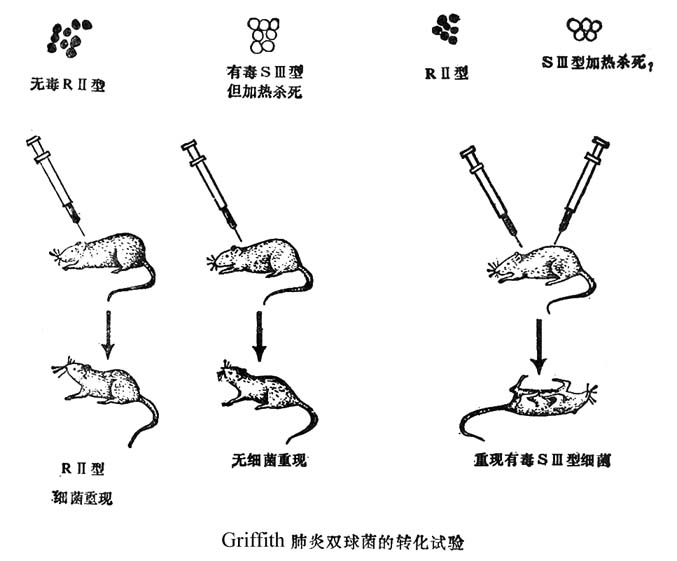 无毒RⅡ型
有毒SⅢ型
但加热杀死
RⅡ型
SⅢ型加热杀死,
RⅡ型
细菌重现
无细菌重现
重现有毒SⅢ型细菌
Griffith 肺炎双球菌的转化试验